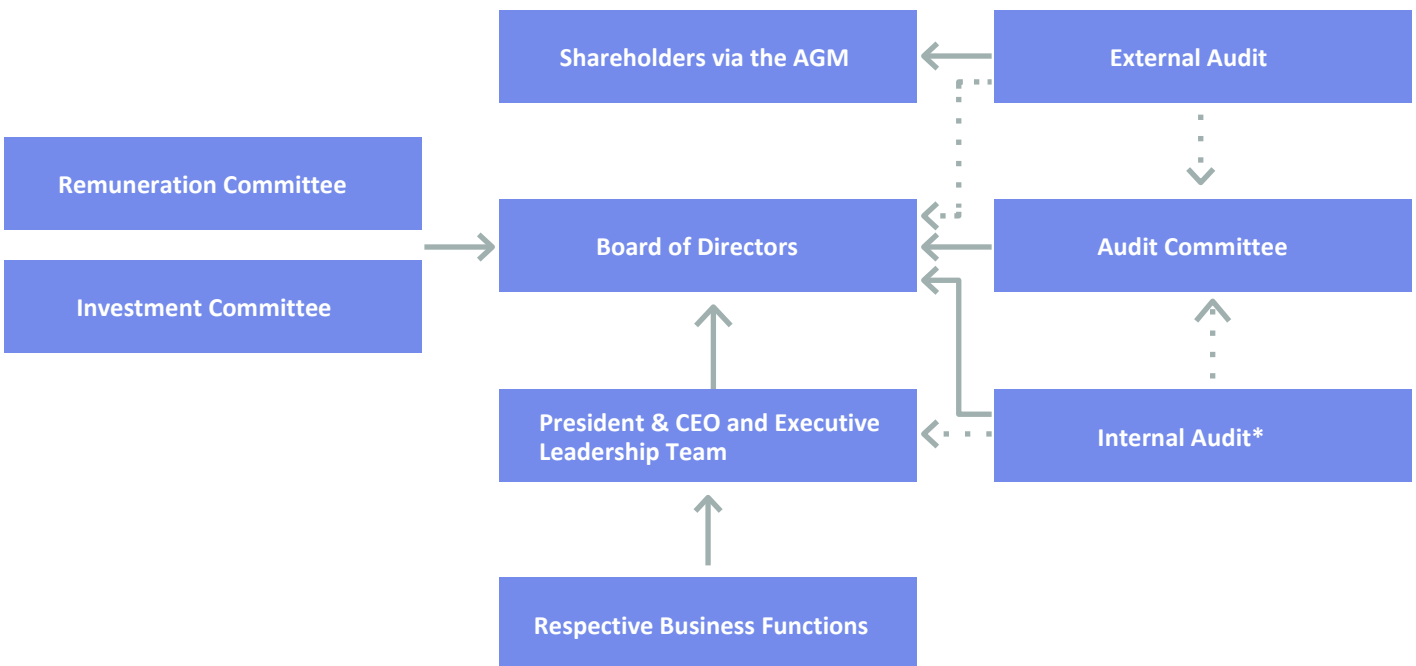 Shareholders via the AGM
External Audit
Remuneration Committee
Board of Directors
Audit Committee
Investment Committee
President & CEO and Executive
Leadership Team
Internal Audit*
Respective Business Functions